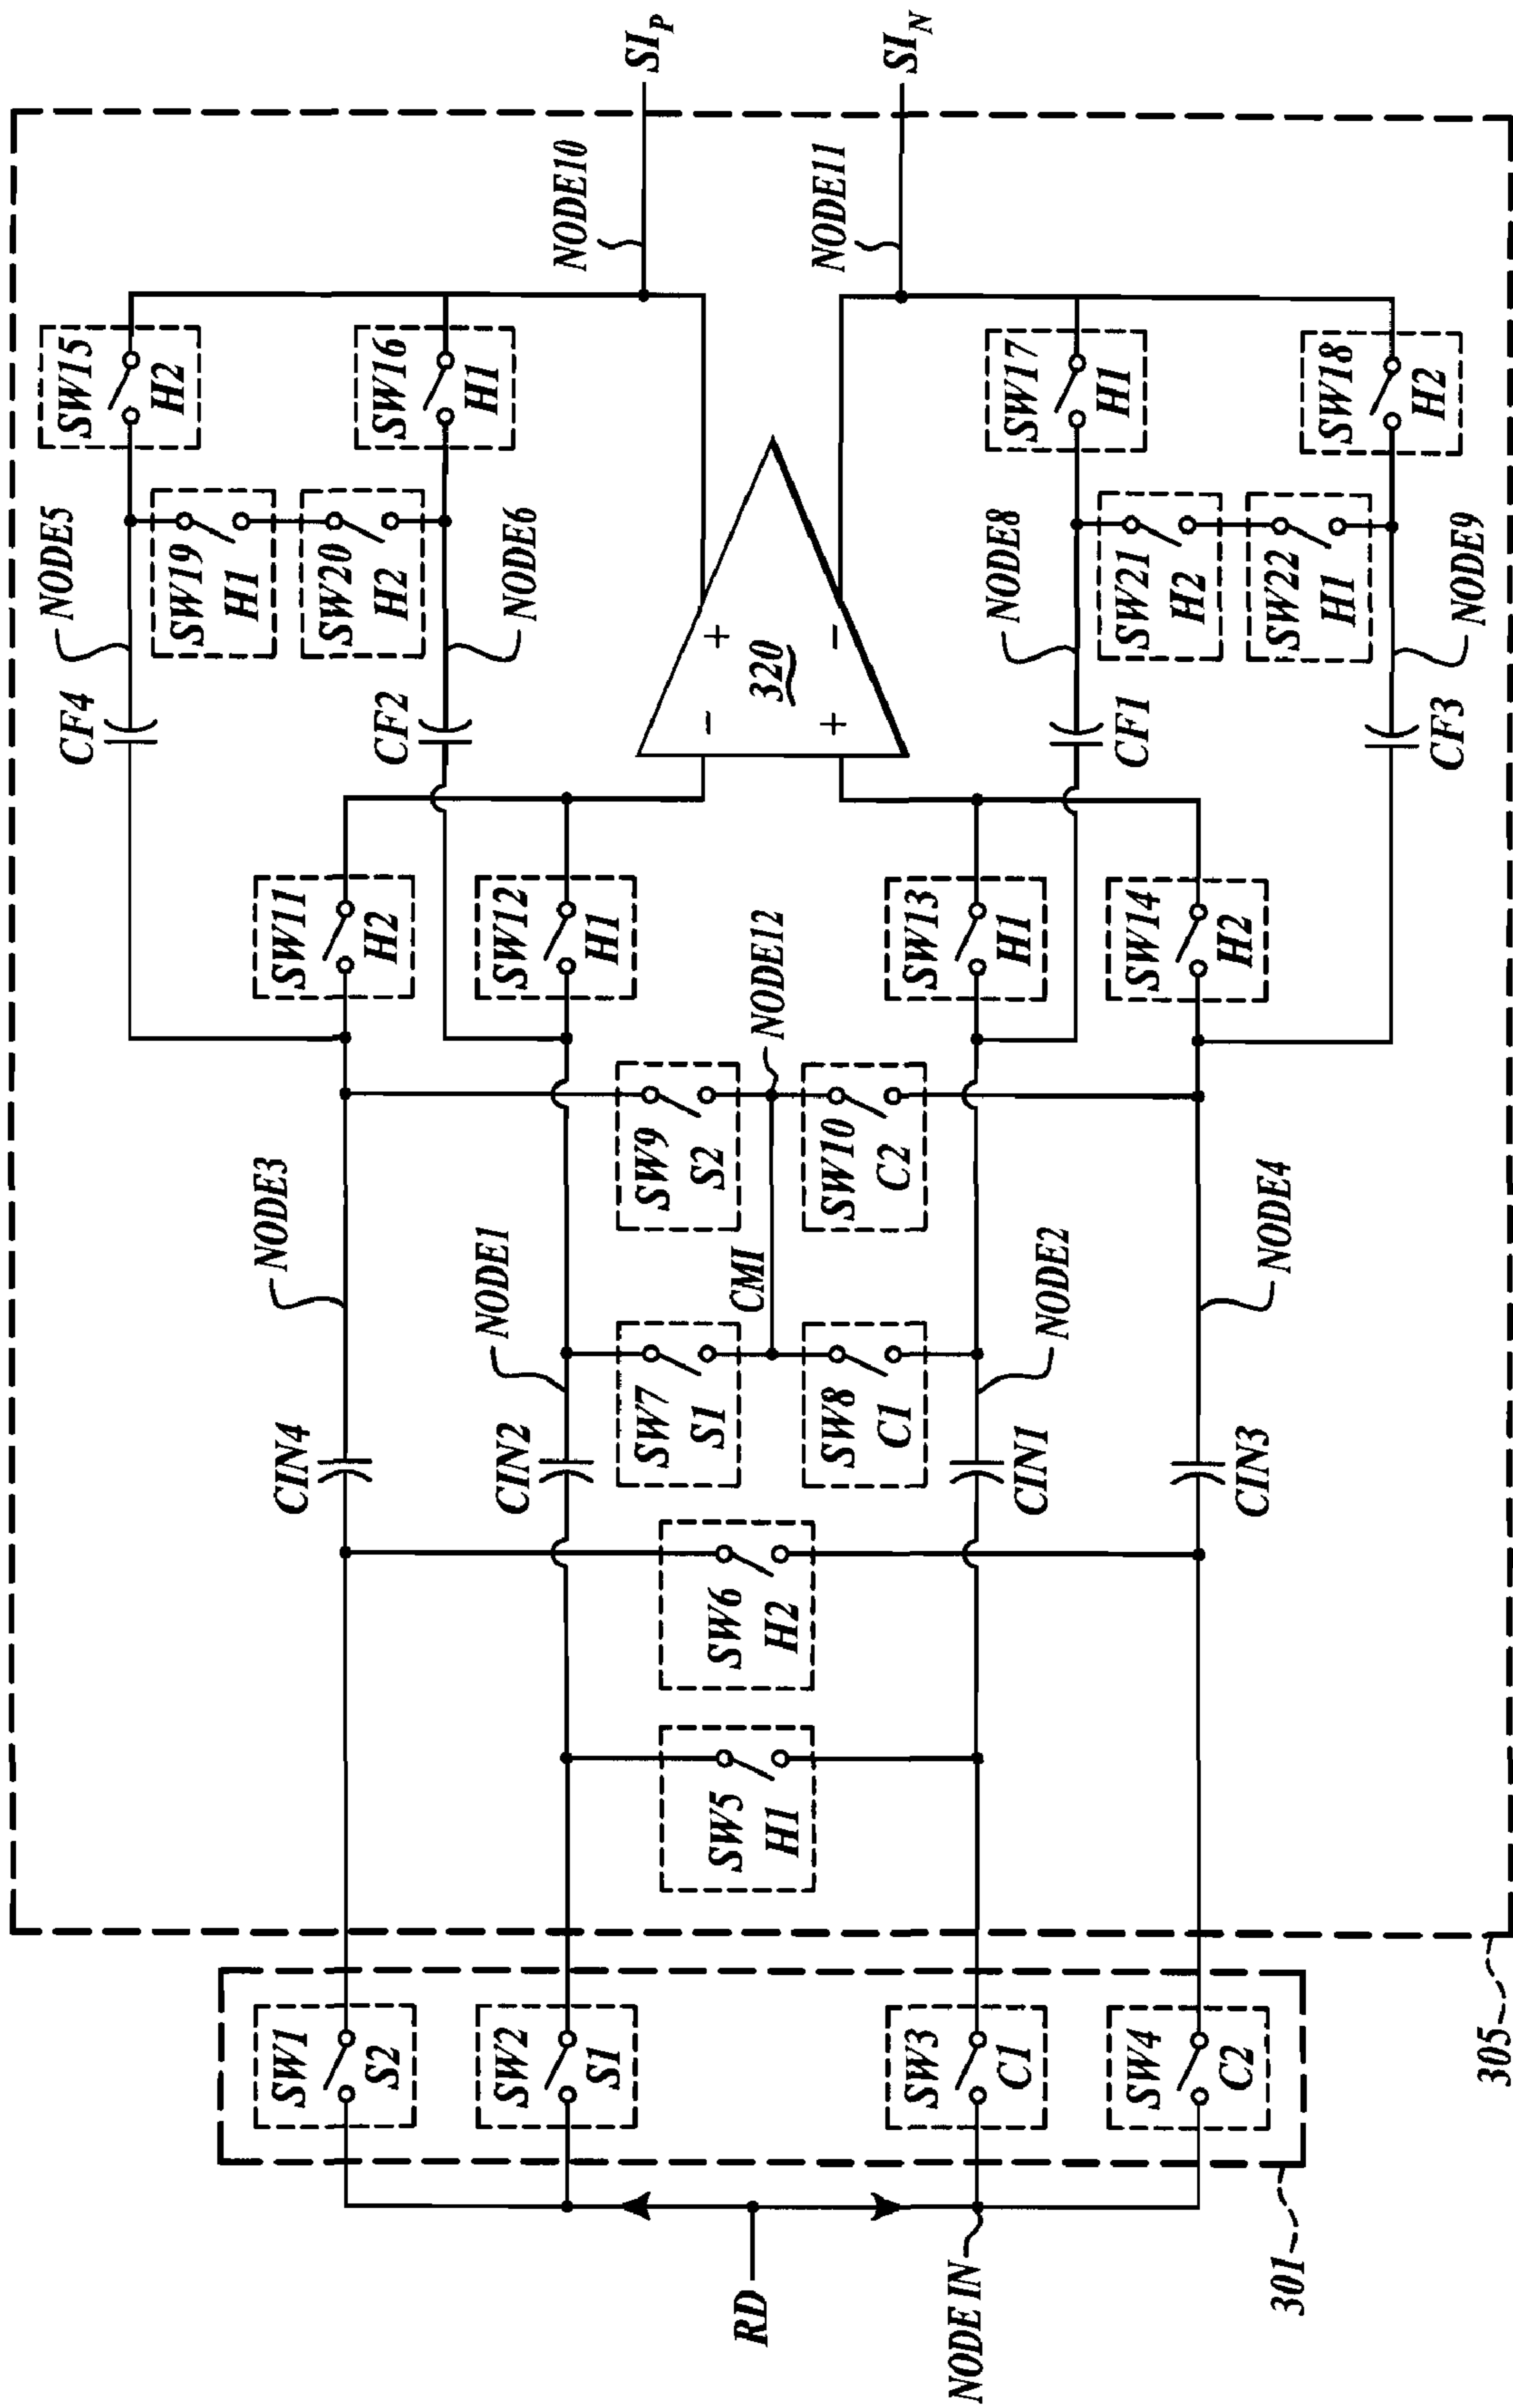 SI_P
SI_N
NODE10
NODE11
SW15
H2
SW16
H1
SW17
H1
SW18
H2
NODE5
SW19
H1
SW20
H2
NODE6
NODE8
SW21
H2
SW22
H1
NODE9
CF4
CF2
+
320
−
−
+
CF1
CF3
SW11
H2
SW12
H1
NODE12
SW13
H1
SW14
H2
NODE3
NODE1
SW9
S2
SW10
C2
CMI
NODE2
NODE4
SW7
S1
SW8
C1
CIN4
CIN2
CIN1
CIN3
SW6
H2
SW5
H1
SW1
S2
SW2
S1
SW3
C1
SW4
C2
305
RD
NODE IN
301